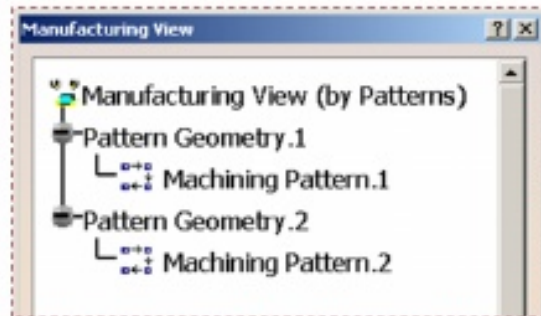 Manufacturing View
Manufacturing View (by Patterns)
Pattern Geometry.1
Machining Pattern.1
Pattern Geometry.2
Machining Pattern.2